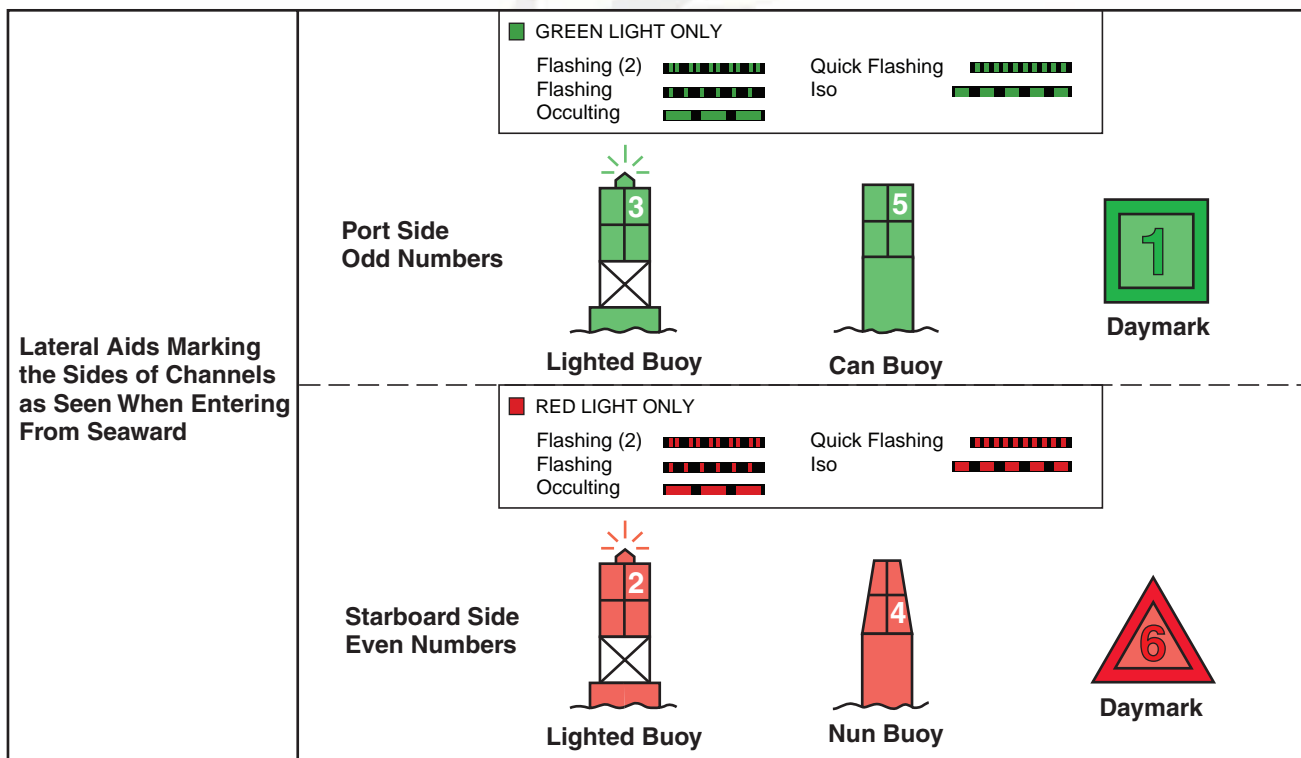 GREEN LIGHT ONLY
Flashing (2)
Quick Flashing
Flashing
Iso
Occulting
Port Side
Odd Numbers
3
5
1
Lighted Buoy
Can Buoy
Daymark
Lateral Aids Marking
the Sides of Channels
as Seen When Entering
From Seaward
RED LIGHT ONLY
Flashing (2)
Quick Flashing
Flashing
Iso
Occulting
Starboard Side
Even Numbers
2
4
6
Lighted Buoy
Nun Buoy
Daymark